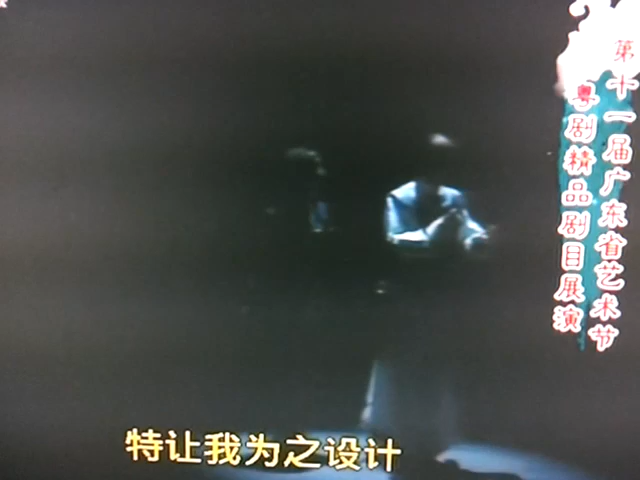 第十一届广东省艺术节
粤剧精品剧目展演
特让我为之设计